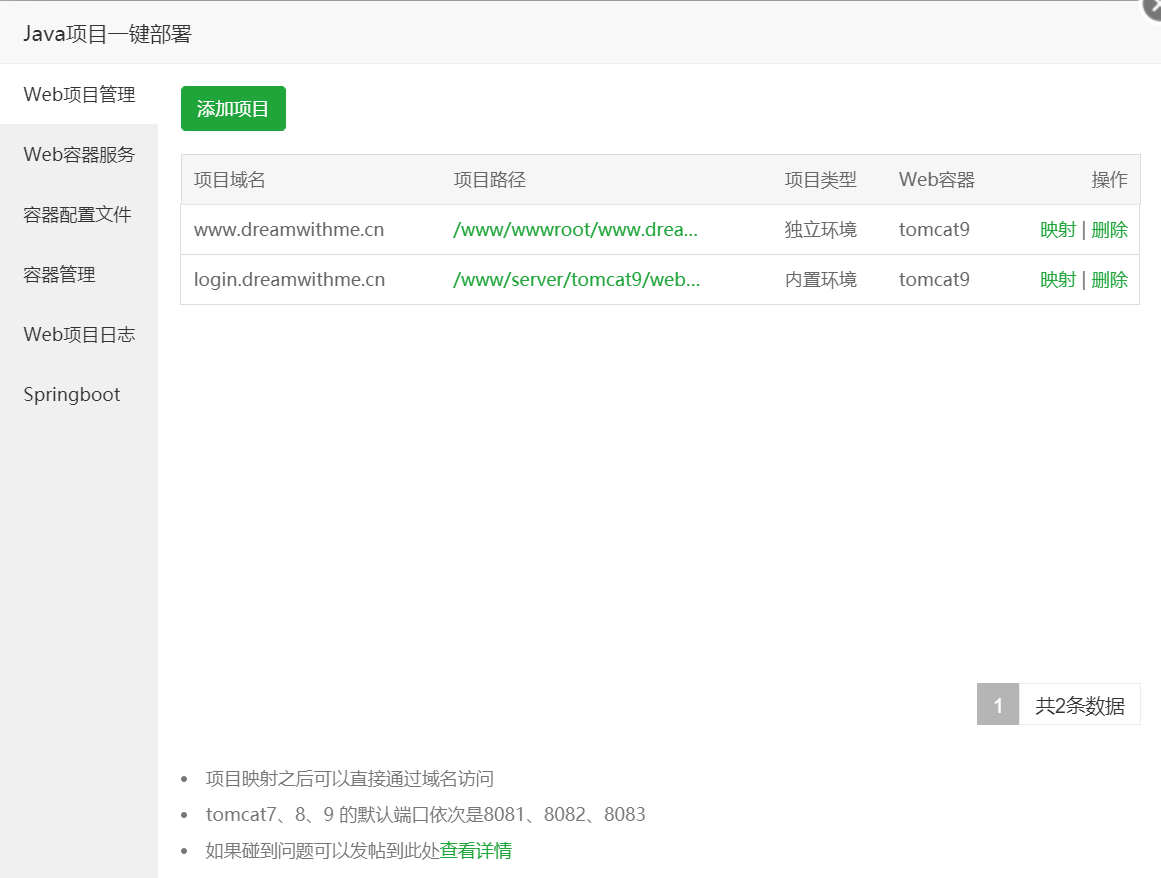 Java项目一键部署
Web项目管理
Web容器服务
容器配置文件
容器管理
Web项目日志
Springboot
添加项目
项目域名 项目路径 项目类型 Web容器 操作
www.dreamwithme.cn /www/wwwroot/www.drea... 独立环境 tomcat9 映射 | 删除
login.dreamwithme.cn /www/server/tomcat9/web... 内置环境 tomcat9 映射 | 删除
1 共2条数据
• 项目映射之后可以直接通过域名访问
• tomcat7、8、9 的默认端口依次是8081、8082、8083
• 如果碰到问题可以发帖到此处查看详情